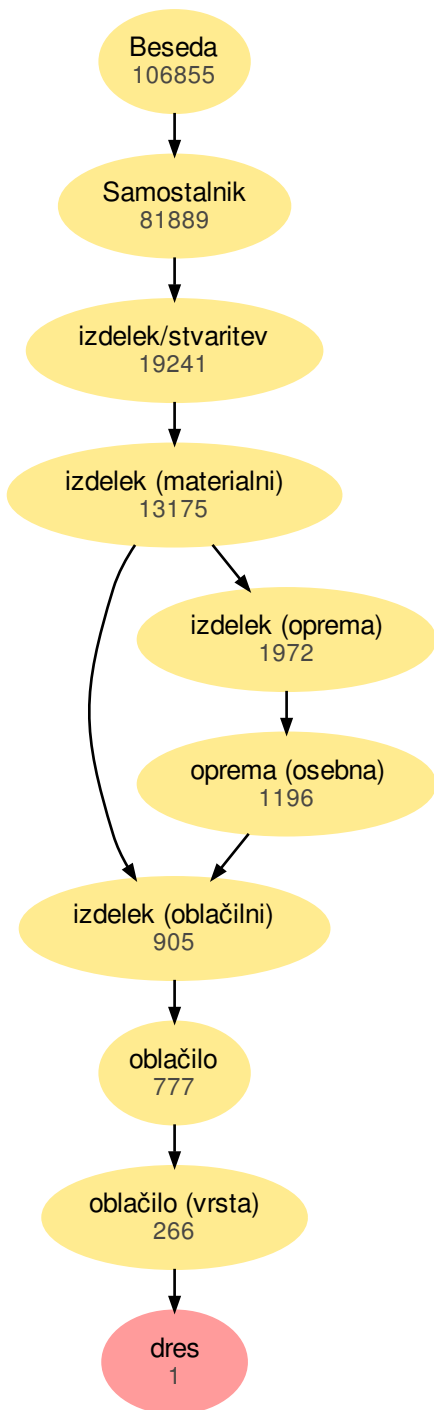 Beseda
106855
Samostalnik
81889
izdelek/stvaritev
19241
izdelek (materialni)
13175
izdelek (oprema)
1972
oprema (osebna)
1196
izdelek (oblačilni)
905
oblačilo
777
oblačilo (vrsta)
266
dres
1